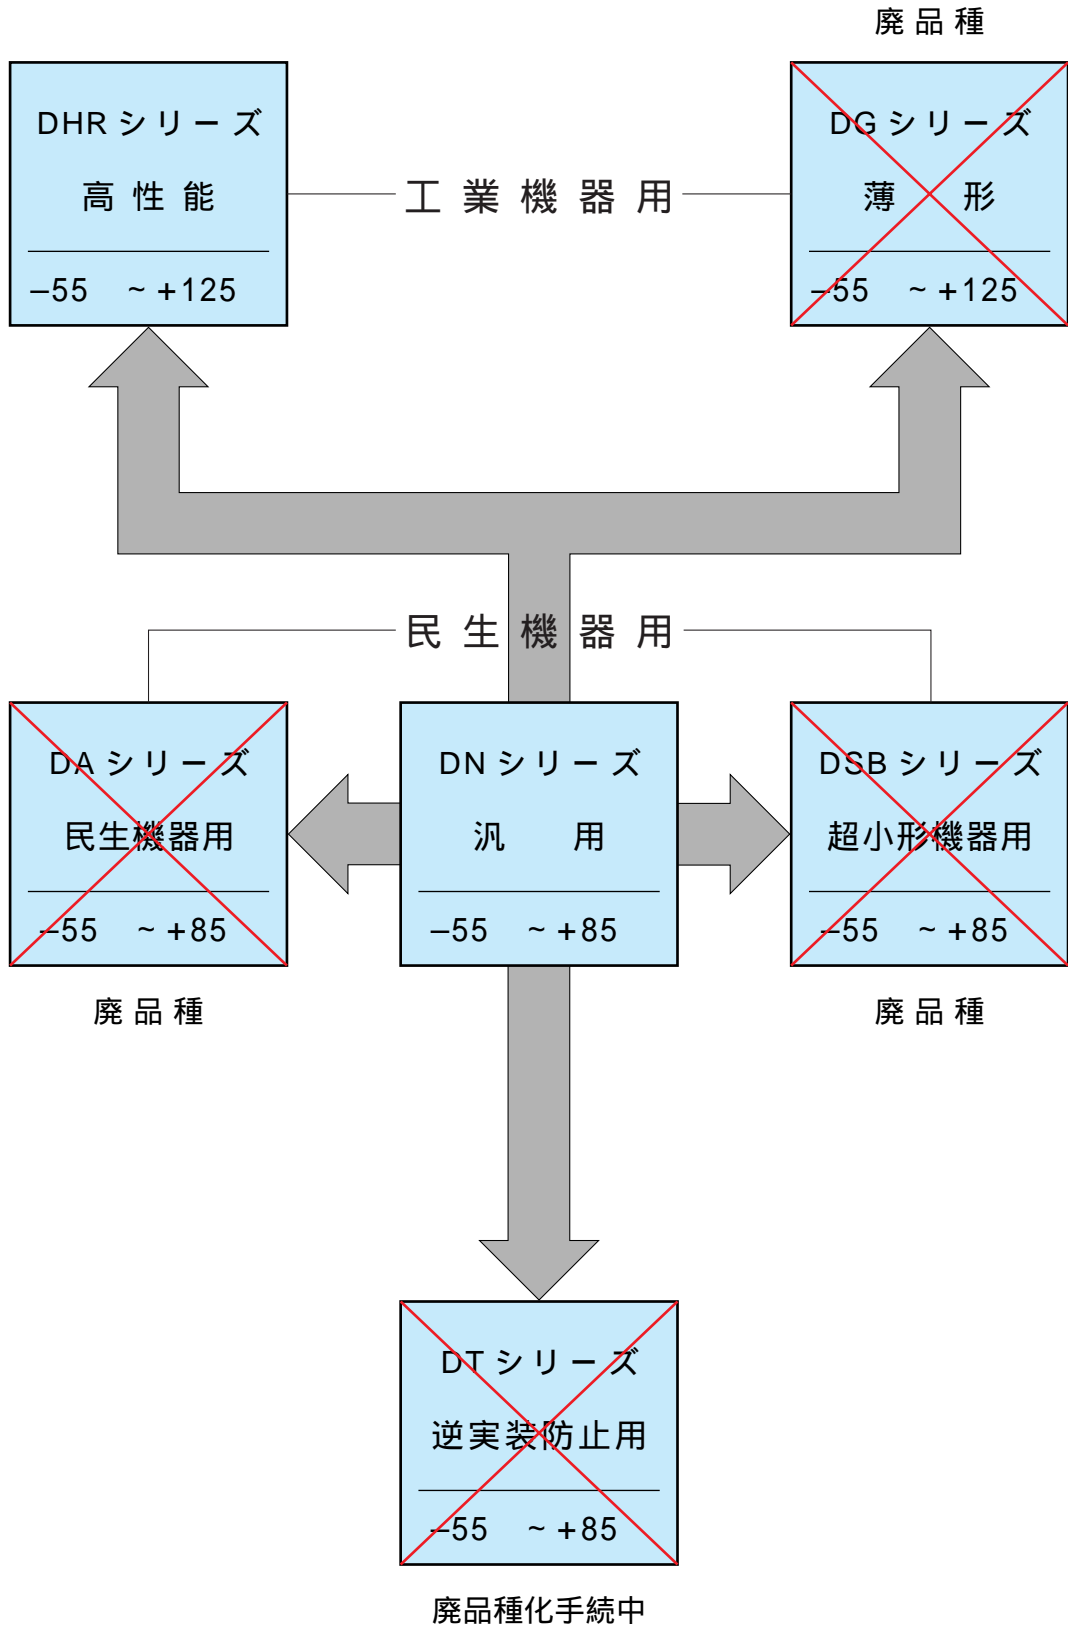 廃品種
DHRシリーズ
高性能
–55 ~ +125
工業機器用
DGシリーズ
薄 形
–55 ~ +125
民生機器用
DAシリーズ
民生機器用
–55 ~ +85
廃品種
DNシリーズ
汎 用
–55 ~ +85
DSBシリーズ
超小形機器用
–55 ~ +85
廃品種
DTシリーズ
逆実装防止用
–55 ~ +85
廃品種化手続中